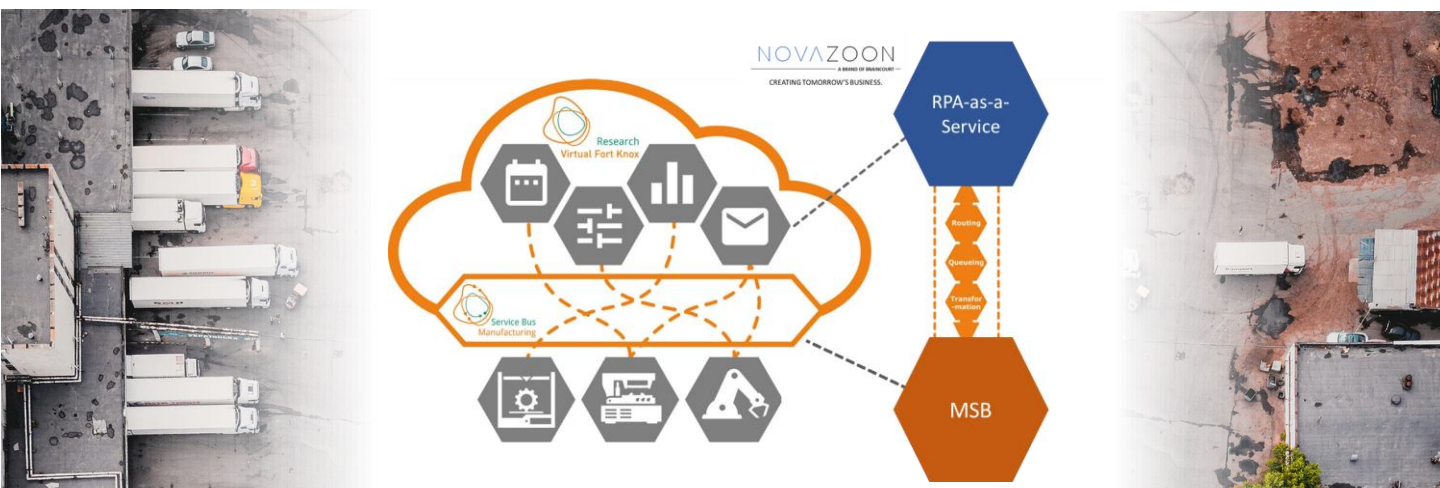 NOVAZOON
A BRAND OF BRAINCOURT
CREATING TOMORROW'S BUSINESS.
Research
Virtual Fort Knox
Service Bus
Manufacturing
RPA-as-a-
Service
Routing
Queueing
Transfor
-mation
MSB